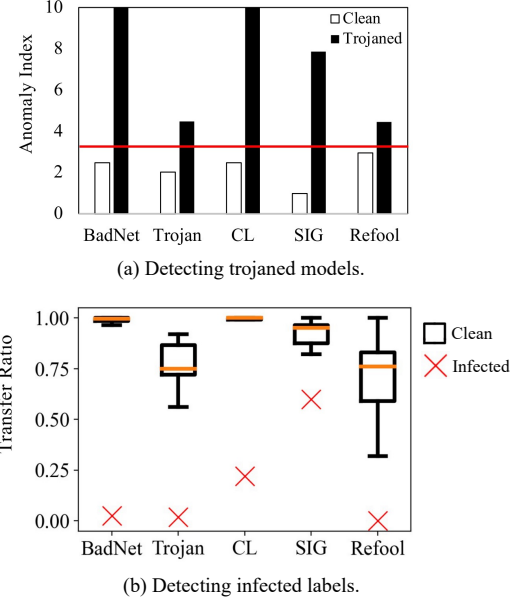 10
8
6
4
2
0
Anomaly Index
Clean
Trojaned
BadNet Trojan CL SIG Refool
(a) Detecting trojaned models.
1.00
0.75
0.50
0.25
0.00
Transfer Ratio
Clean
Infected
BadNet Trojan CL SIG Refool
(b) Detecting infected labels.